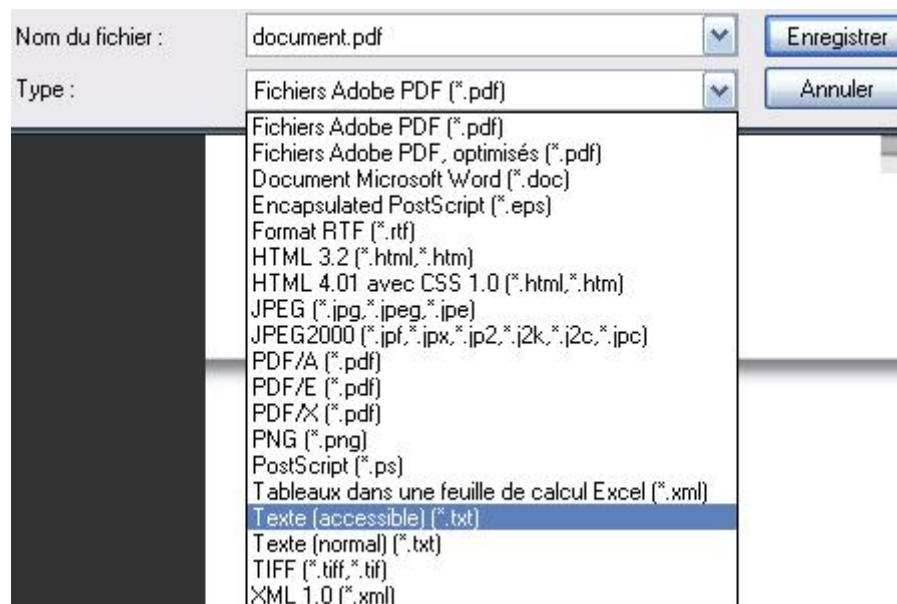 Nom du fichier : document.pdf Enregistrer
Type : Fichiers Adobe PDF (*.pdf) Annuler
Fichiers Adobe PDF (*.pdf)
Fichiers Adobe PDF, optimisés (*.pdf)
Document Microsoft Word (*.doc)
Encapsulated PostScript (*.eps)
Format RTF (*.rtf)
HTML 3.2 (*.html,*.htm)
HTML 4.01 avec CSS 1.0 (*.html,*.htm)
JPEG (*.jpg,*.jpeg,*.jpe)
JPEG2000 (*.jpf,*.jpx,*.jp2,*.j2k,*.j2c,*.jpc)
PDF/A (*.pdf)
PDF/E (*.pdf)
PDF/X (*.pdf)
PNG (*.png)
PostScript (*.ps)
Tableaux dans une feuille de calcul Excel (*.xml)
Texte (accessible) (*.txt)
Texte (normal) (*.txt)
TIFF (*.tiff,*.tif)
XML 1.0 (*.xml)